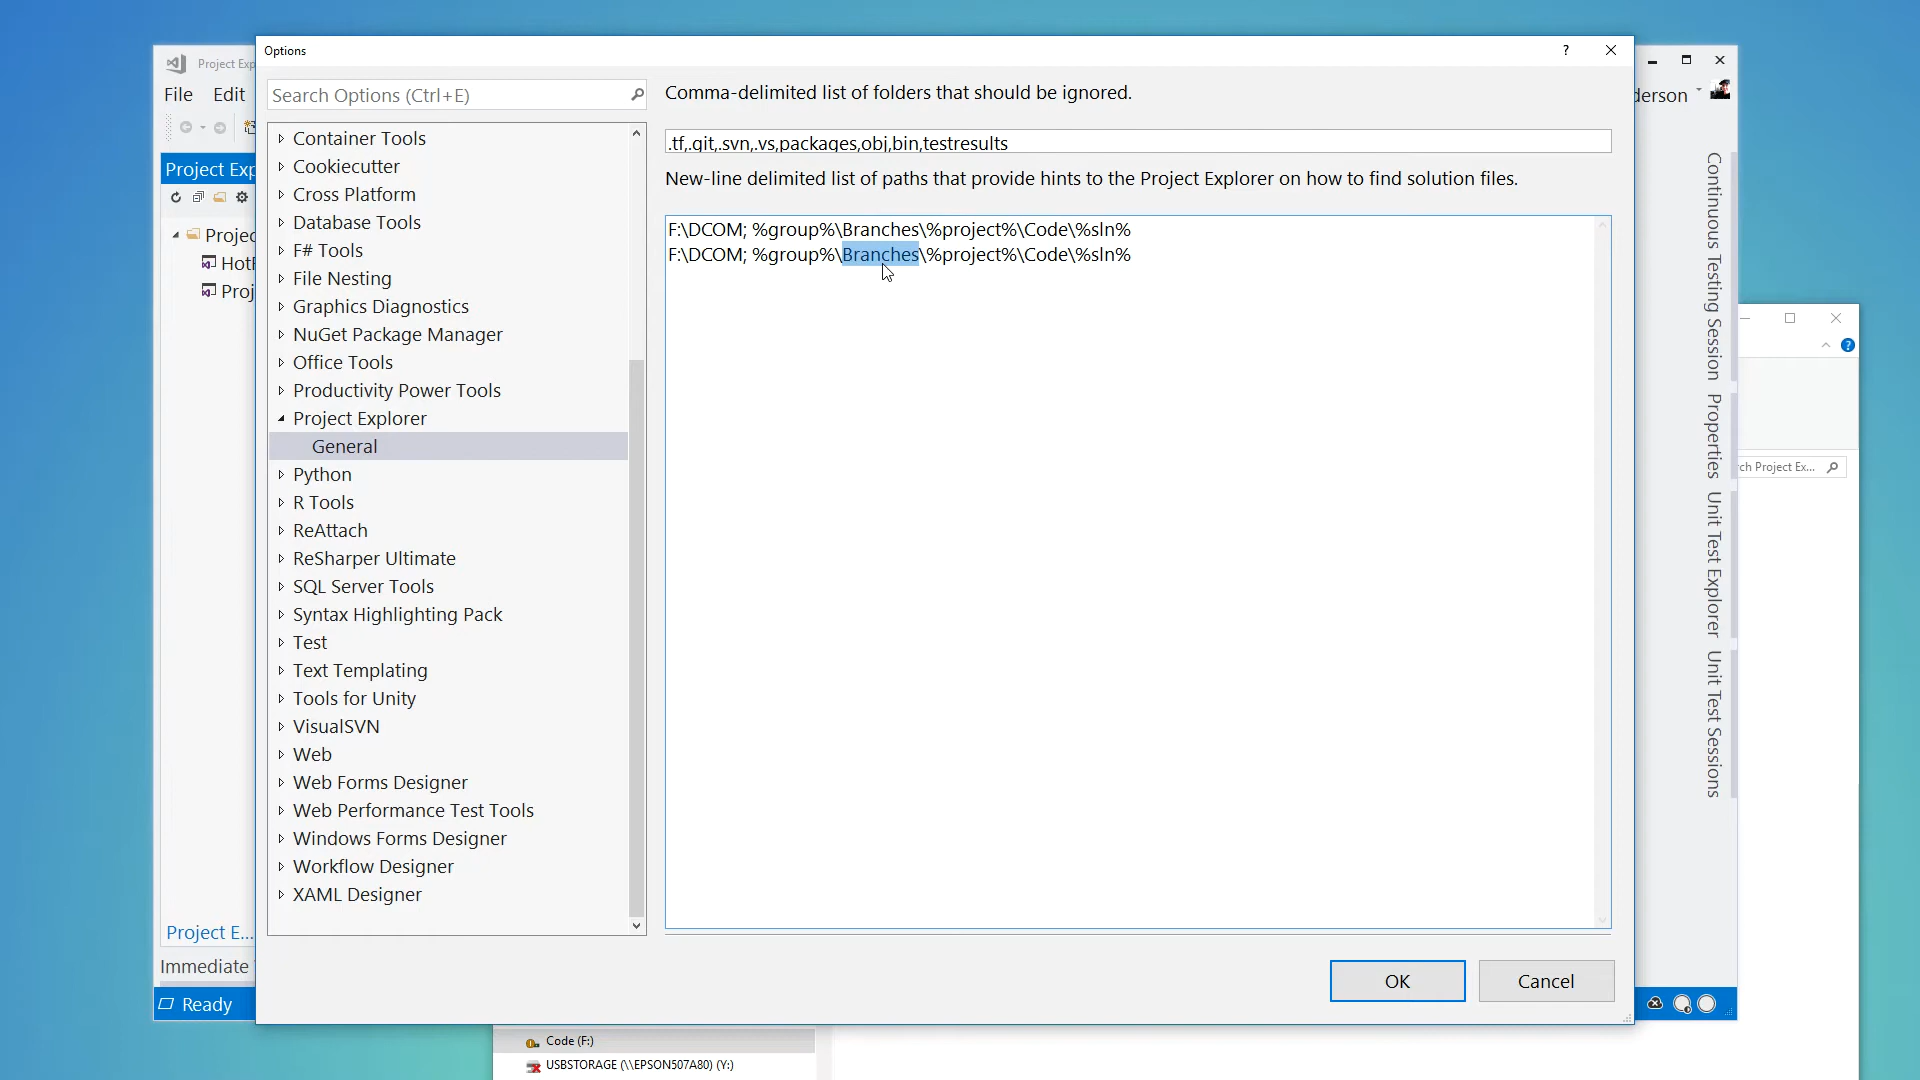 Options
Project Exp
File Edit
derson
Search Options (Ctrl+E)
Project Exp
Projec
HotF
Proj
Project E...
Immediate
Ready
Container Tools
Cookiecutter
Cross Platform
Database Tools
F# Tools
File Nesting
Graphics Diagnostics
NuGet Package Manager
Office Tools
Productivity Power Tools
Project Explorer
General
Python
R Tools
ReAttach
ReSharper Ultimate
SQL Server Tools
Syntax Highlighting Pack
Test
Text Templating
Tools for Unity
VisualSVN
Web
Web Forms Designer
Web Performance Test Tools
Windows Forms Designer
Workflow Designer
XAML Designer
Comma-delimited list of folders that should be ignored.
.tf,.git,.svn,.vs,packages,obj,bin,testresults
New-line delimited list of paths that provide hints to the Project Explorer on how to find solution files.
F:\DCOM; %group%\Branches\%project%\Code\%sln%
F:\DCOM; %group%\Branches\%project%\Code\%sln%
OK
Cancel
Continuous Testing Session
Properties
Unit Test Explorer
Unit Test Sessions
rch Project Ex...
Code (F:)
USBSTORAGE (\\EPSON507A80) (Y:)